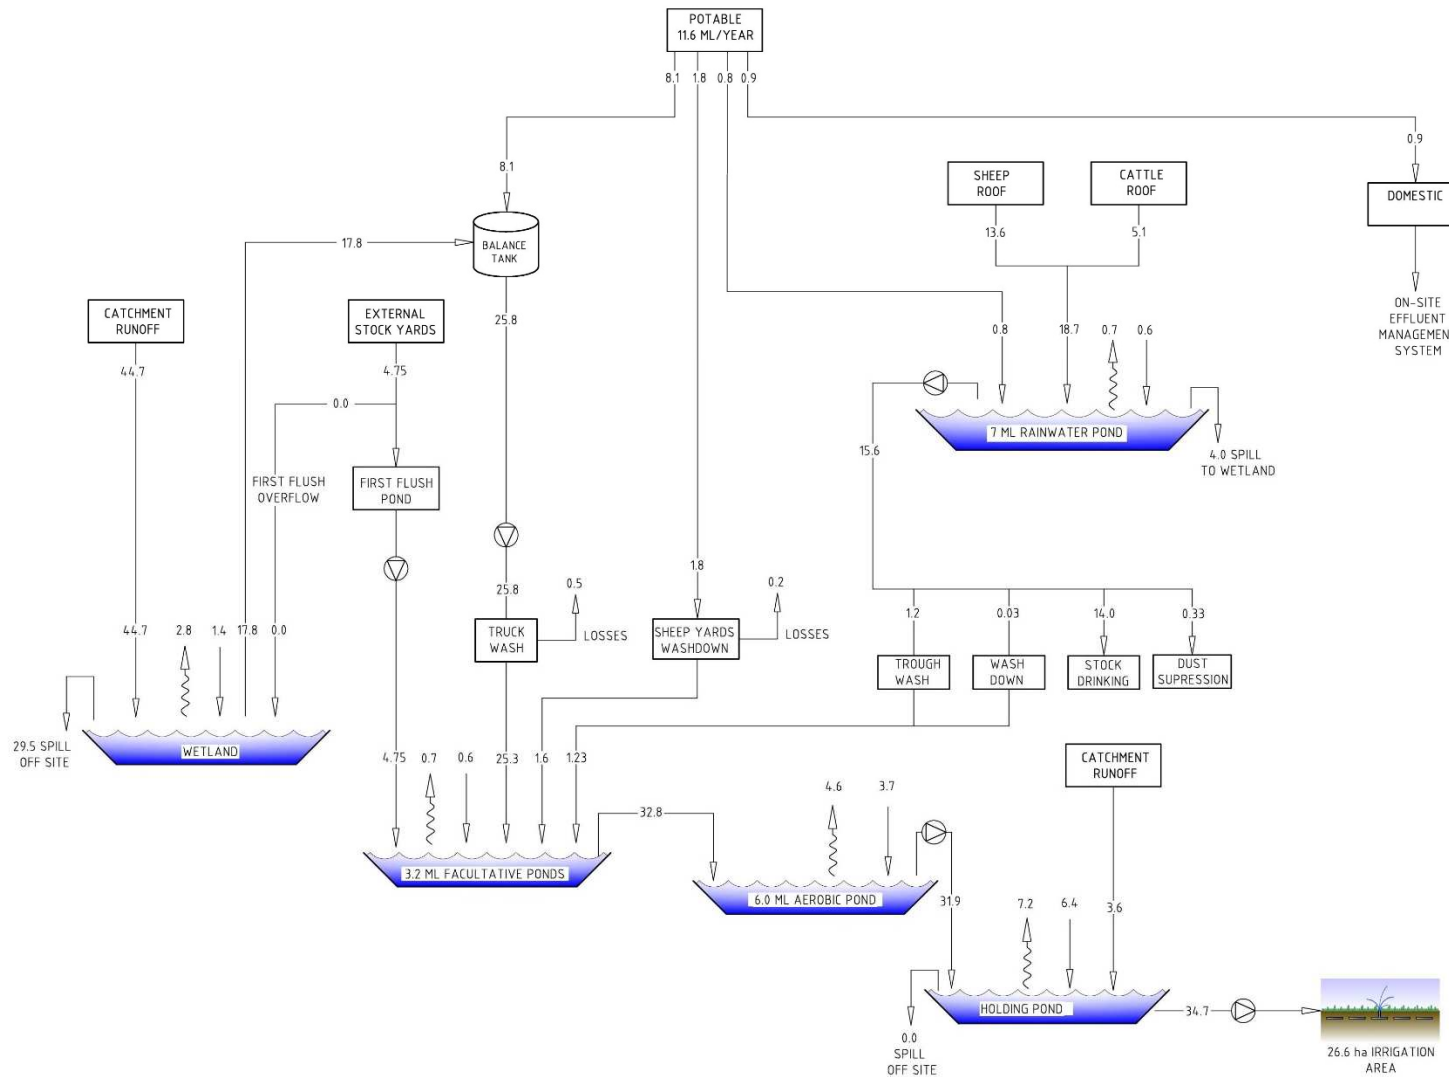 POTABLE
11.6 ML/YEAR
8.1
1.8
0.8
0.9
8.1
0.9
SHEEP
ROOF
CATTLE
ROOF
DOMESTIC
13.6
5.1
17.8
BALANCE
TANK
CATCHMENT
RUNOFF
EXTERNAL
STOCK YARDS
25.8
ON-SITE
EFFLUENT
MANAGEMEN
SYSTEM
0.8
18.7
0.7
0.6
44.7
4.75
0.0
7 ML RAINWATER POND
15.6
4.0 SPILL
TO WETLAND
FIRST FLUSH
OVERFLOW
FIRST FLUSH
POND
1.8
25.8
0.5
0.2
1.2
0.03
14.0
0.33
44.7
2.8
1.4
17.8
0.0
TRUCK
WASH
LOSSES
SHEEP YARDS
WASHDOWN
LOSSES
TROUGH
WASH
WASH
DOWN
STOCK
DRINKING
DUST
SUPRESSION
29.5 SPILL
OFF SITE
WETLAND
4.75
0.7
0.6
25.3
1.6
1.23
CATCHMENT
RUNOFF
4.6
3.7
32.8
3.2 ML FACULTATIVE PONDS
6.0 ML AEROBIC POND
31.9
7.2
6.4
3.6
HOLDING POND
34.7
0.0
SPILL
OFF SITE
26.6 ha IRRIGATION
AREA